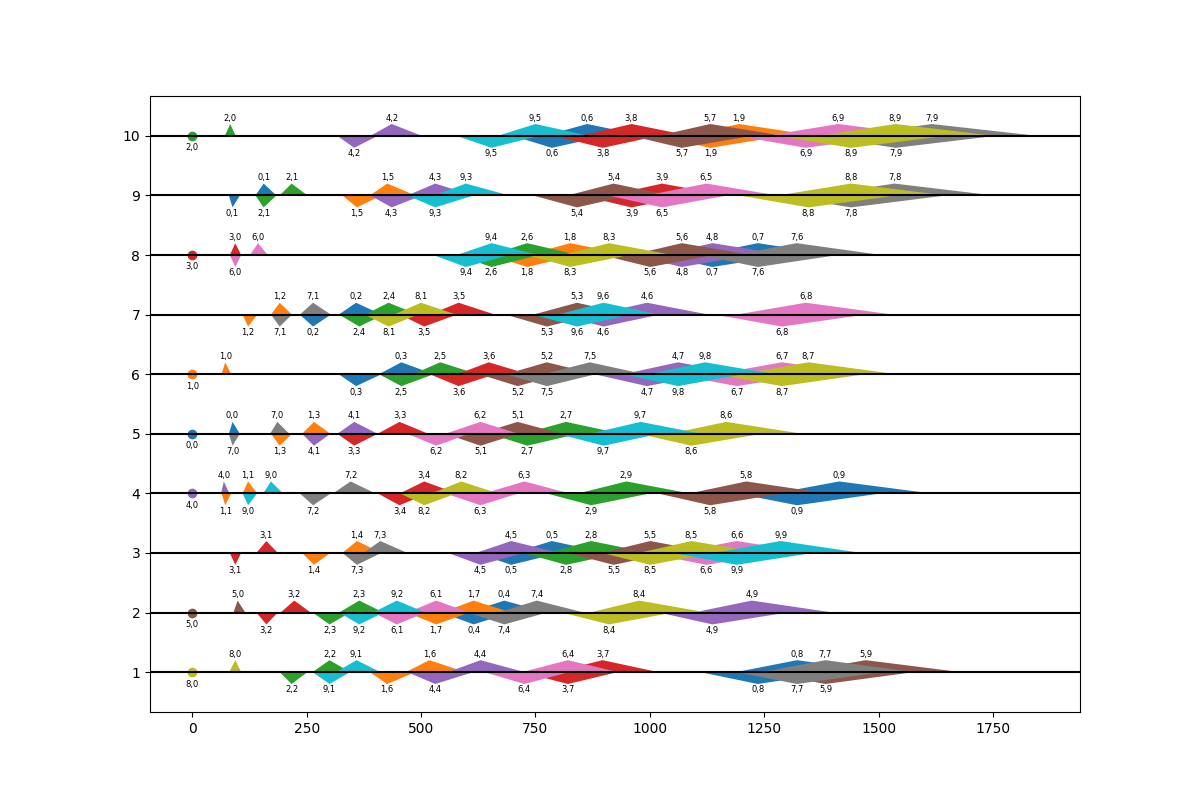 2,0 4,2 9,5 0,6 3,8 5,7 1,9 6,9 8,9 7,9
10
2,0 4,2 9,5 0,6 3,8 5,7 1,9 6,9 8,9 7,9
0,1 2,1 1,5 4,3 9,3 5,4 3,9 6,5 8,8 7,8
9
0,1 2,1 1,5 4,3 9,3 5,4 3,9 6,5 8,8 7,8
3,0 6,0 9,4 2,6 1,8 8,3 5,6 4,8 0,7 7,6
8
3,0 6,0 9,4 2,6 1,8 8,3 5,6 4,8 0,7 7,6
1,2 7,1 0,2 2,4 8,1 3,5 5,3 9,6 4,6 6,8
7
1,2 7,1 0,2 2,4 8,1 3,5 5,3 9,6 4,6 6,8
1,0 0,3 2,5 3,6 5,2 7,5 4,7 9,8 6,7 8,7
6
1,0 0,3 2,5 3,6 5,2 7,5 4,7 9,8 6,7 8,7
0,0 7,0 1,3 4,1 3,3 6,2 5,1 2,7 9,7 8,6
5
0,0 7,0 1,3 4,1 3,3 6,2 5,1 2,7 9,7 8,6
4,0 1,1 9,0 7,2 3,4 8,2 6,3 2,9 5,8 0,9
4
4,0 1,1 9,0 7,2 3,4 8,2 6,3 2,9 5,8 0,9
3,1 1,4 7,3 4,5 0,5 2,8 5,5 8,5 6,6 9,9
3
3,1 1,4 7,3 4,5 0,5 2,8 5,5 8,5 6,6 9,9
5,0 3,2 2,3 9,2 6,1 1,7 0,4 7,4 8,4 4,9
2
5,0 3,2 2,3 9,2 6,1 1,7 0,4 7,4 8,4 4,9
8,0 2,2 9,1 1,6 4,4 6,4 3,7 0,8 7,7 5,9
1
8,0 2,2 9,1 1,6 4,4 6,4 3,7 0,8 7,7 5,9
0 250 500 750 1000 1250 1500 1750